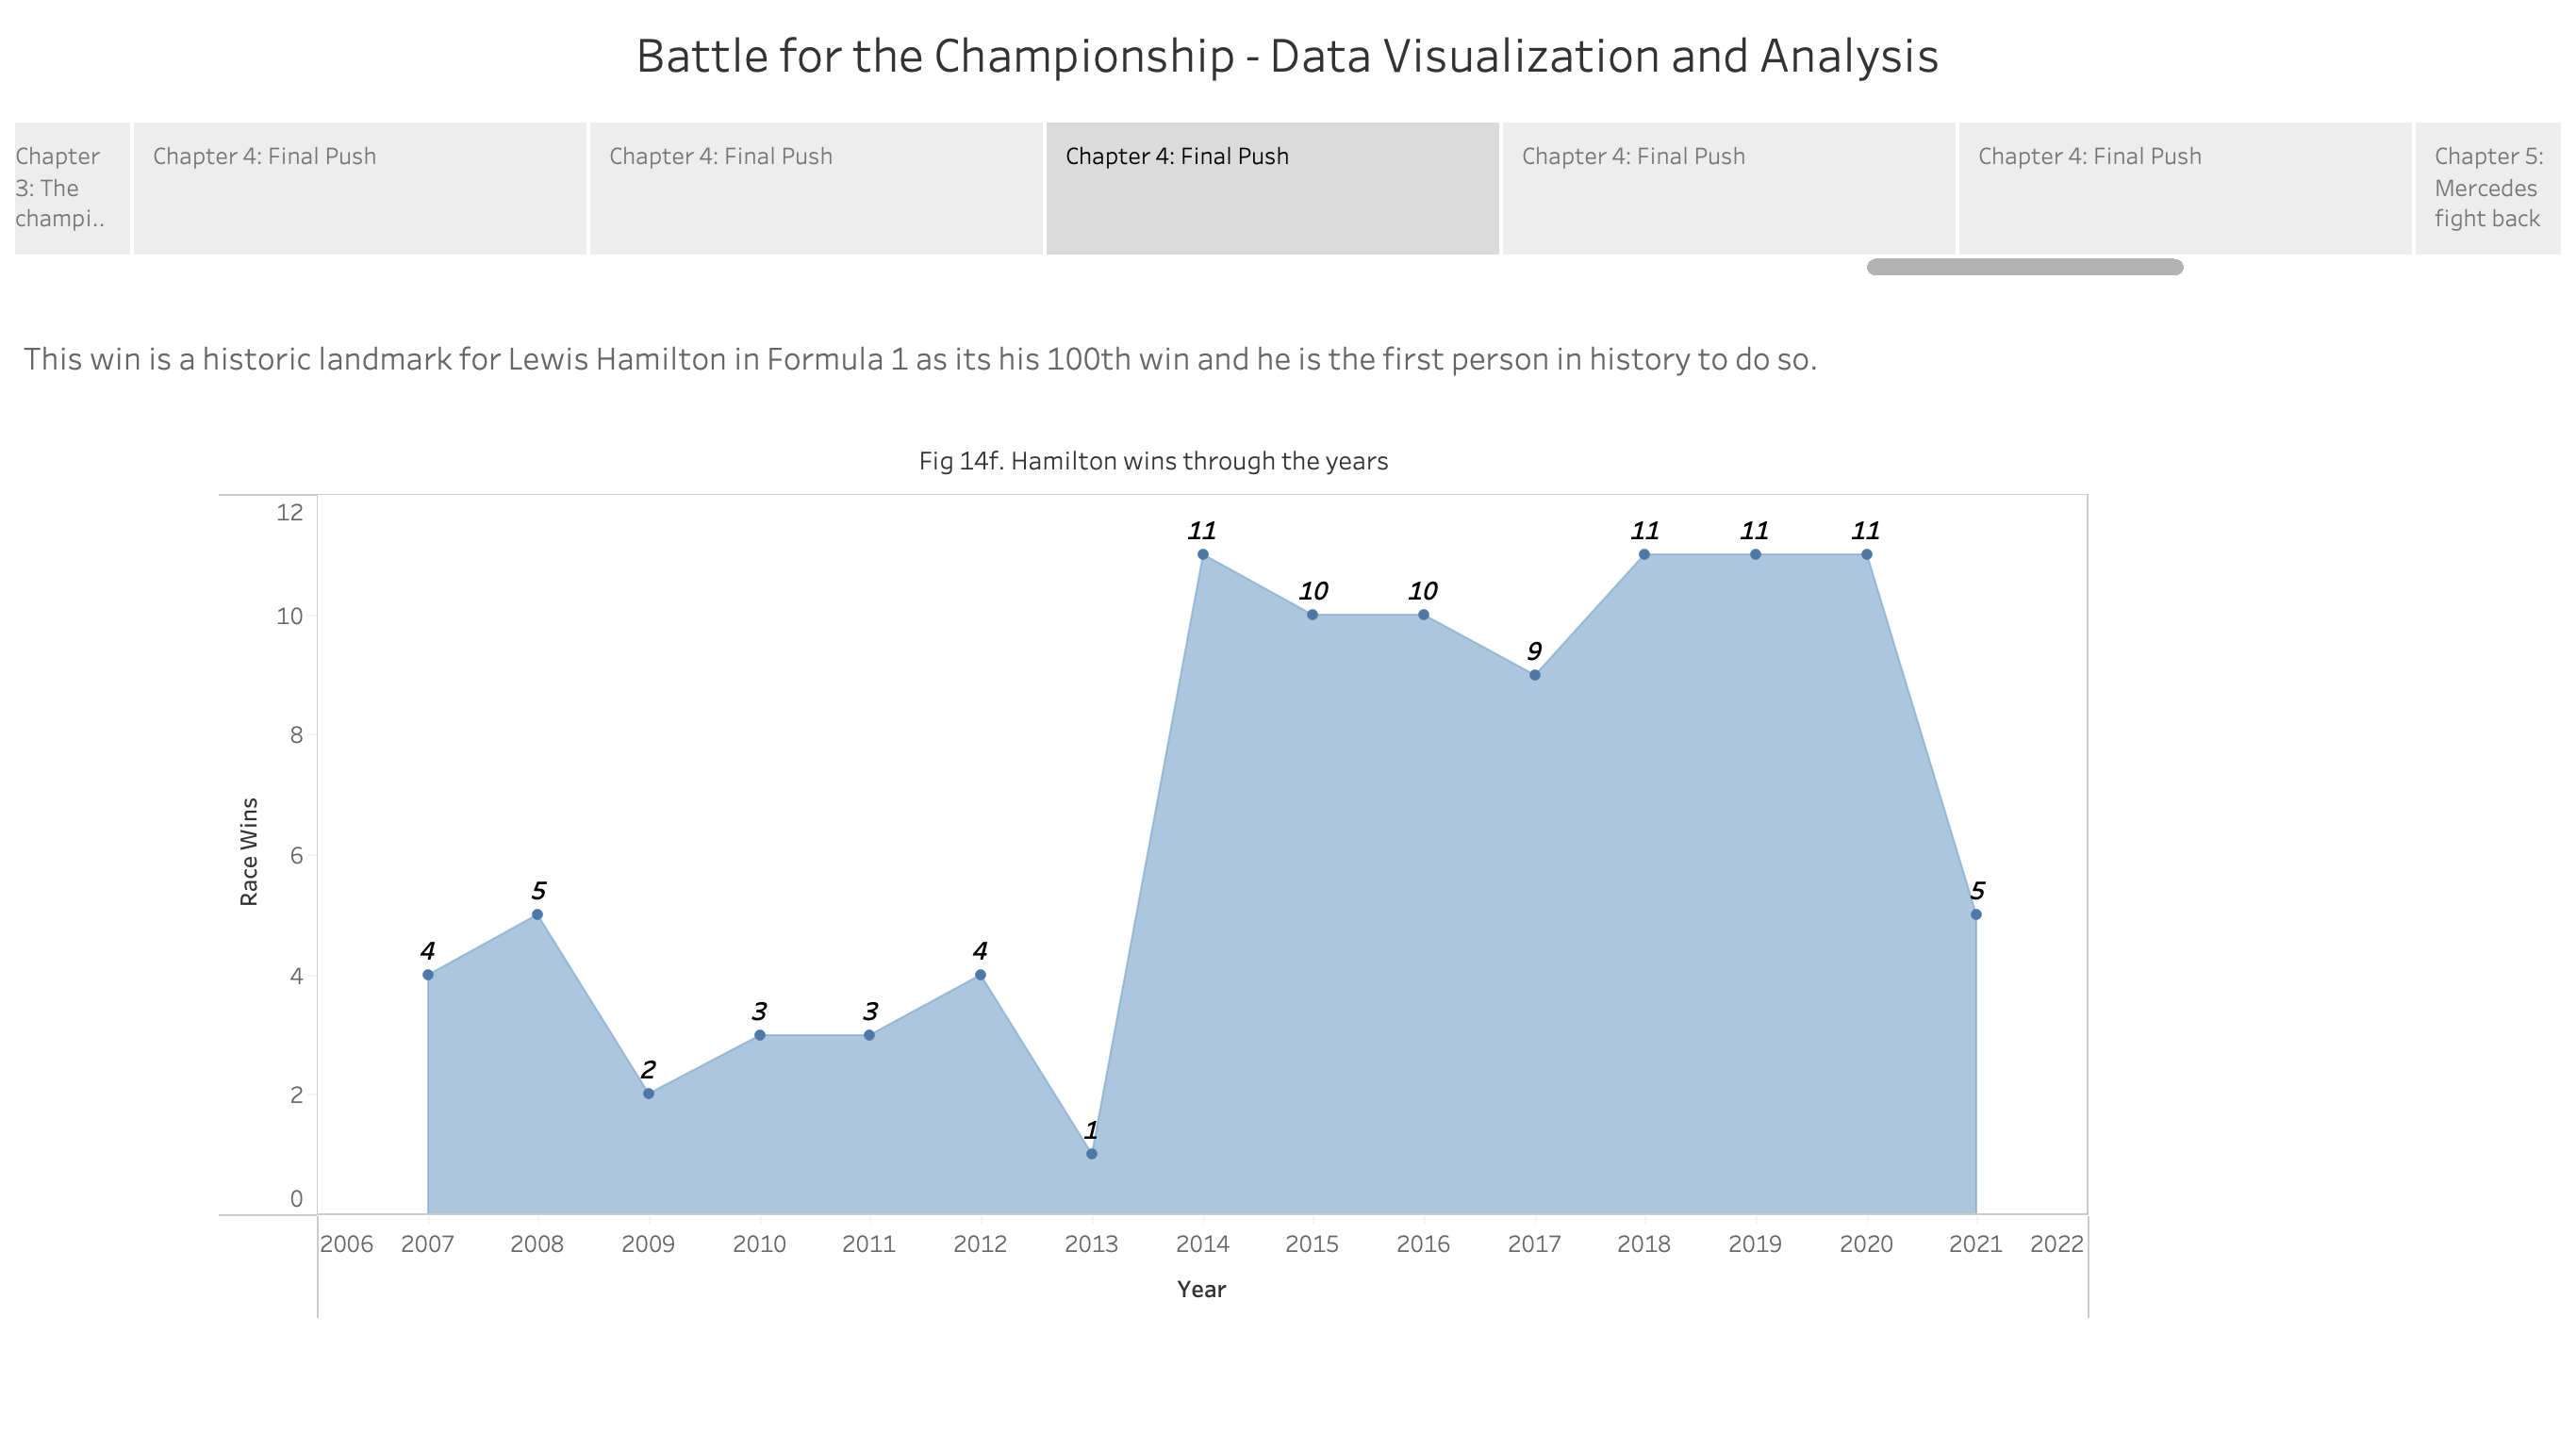 Battle for the Championship - Data Visualization and Analysis
Chapter
3: The
champi..
Chapter 4: Final Push
Chapter 4: Final Push
Chapter 4: Final Push
Chapter 4: Final Push
Chapter 4: Final Push
Chapter 5:
Mercedes
fight back
This win is a historic landmark for Lewis Hamilton in Formula 1 as its his 100th win and he is the first person in history to do so.
Fig 14f. Hamilton wins through the years
Race Wins
12
10
8
6
4
2
0
4
5
2
3
3
4
1
11
10
10
9
11
11
11
5
2006 2007 2008 2009 2010 2011 2012 2013 2014 2015 2016 2017 2018 2019 2020 2021 2022
Year